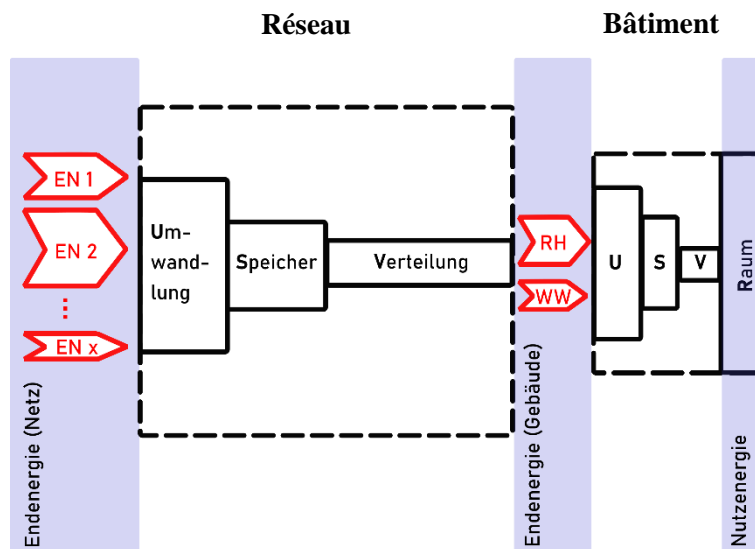 Réseau
Bâtiment
EN 1
EN 2
⋮
EN x
Endenergie (Netz)
Um-
wand-
lung
Speicher
Verteilung
RH
WW
Endenergie (Gebäude)
U
S
V
Raum
Nutzenergie